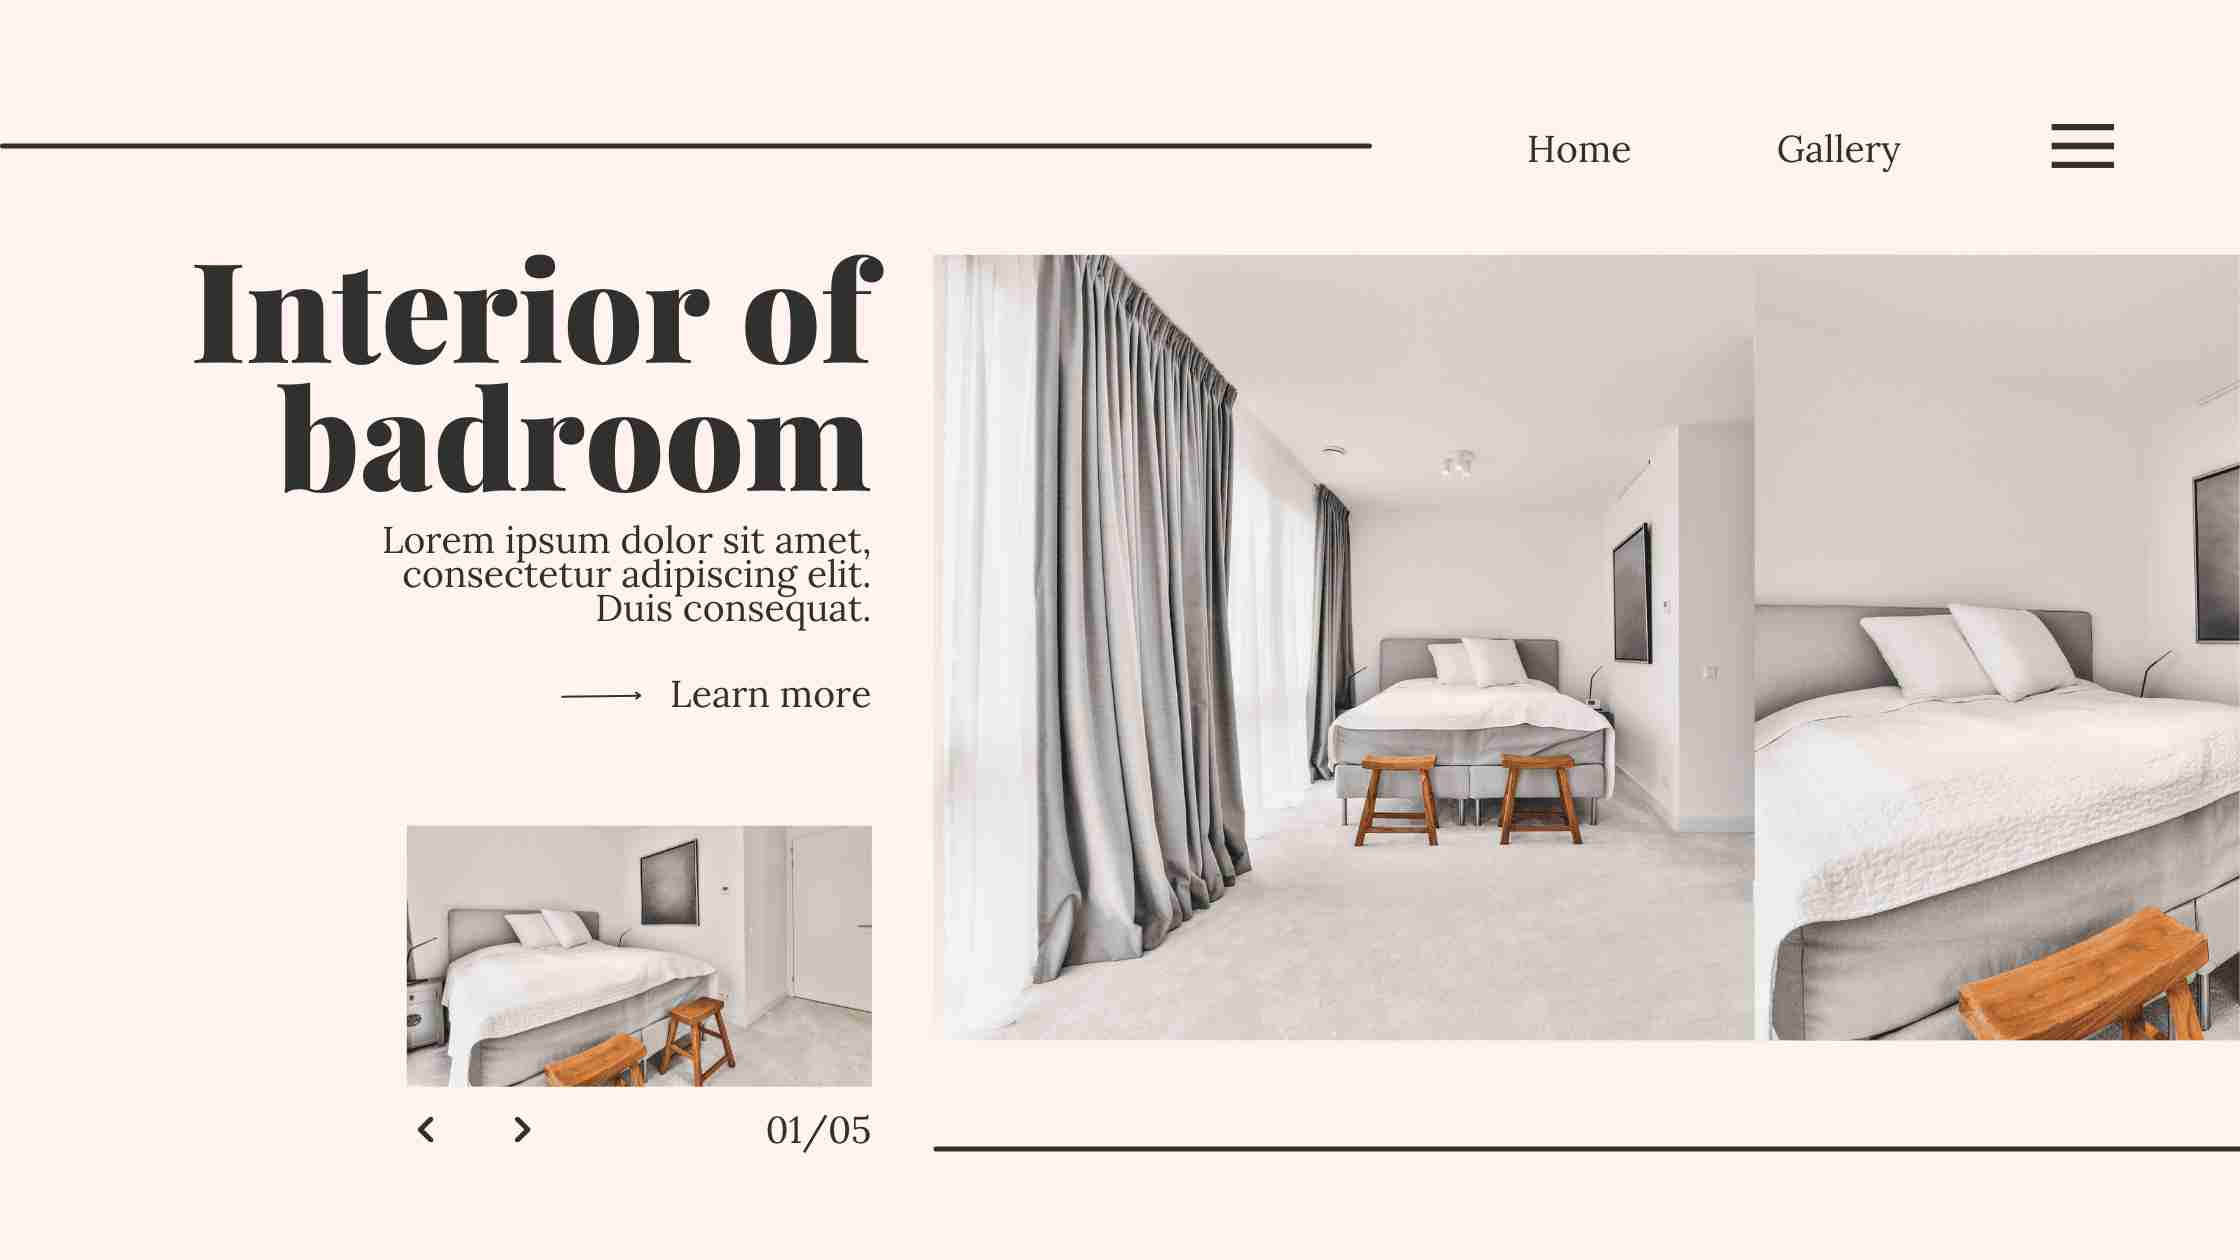 Home
Gallery
Interior of
badroom
Lorem ipsum dolor sit amet,
consectetur adipiscing elit.
Duis consequat.
Learn more
01/05